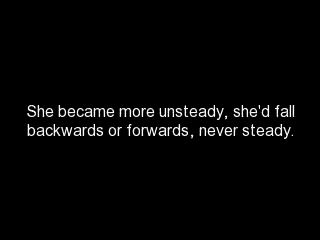 She became more unsteady, she'd fall
backwards or forwards, never steady.